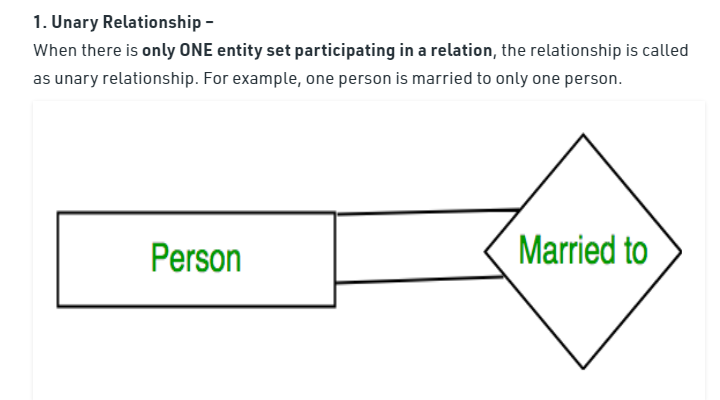 1. Unary Relationship –
When there is only ONE entity set participating in a relation, the relationship is called
as unary relationship. For example, one person is married to only one person.
Person
Married to